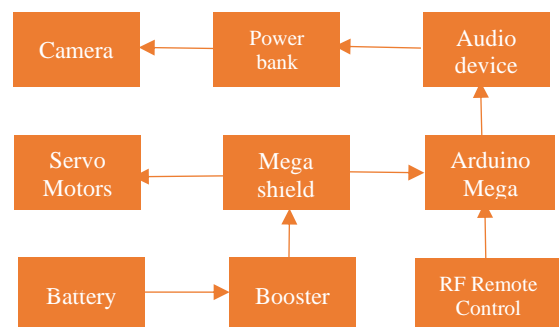 Camera
Power
bank
Audio
device
Servo
Motors
Mega
shield
Arduino
Mega
Battery
Booster
RF Remote
Control